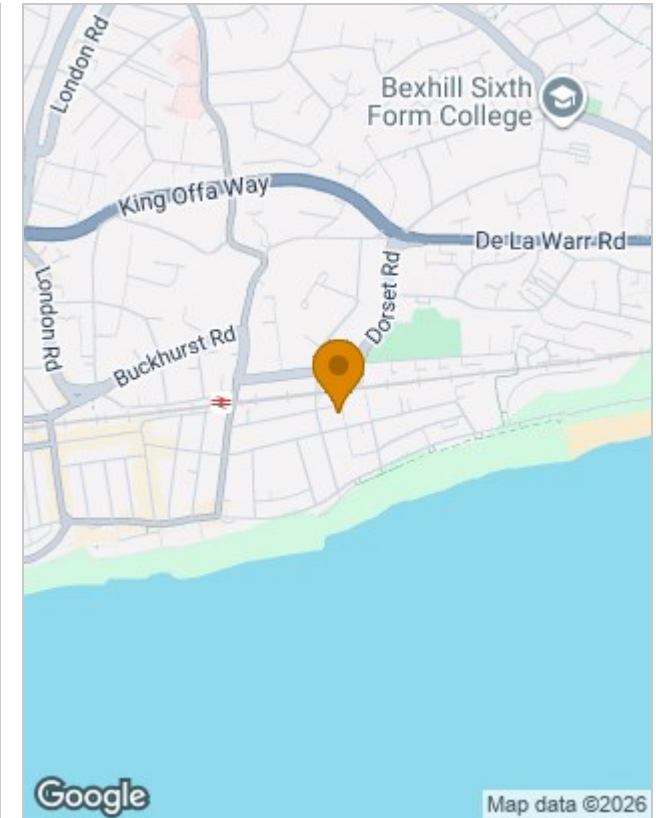 London Rd
Bexhill Sixth
Form College
King Offa Way
De La Warr Rd
London Rd
Dorset Rd
Buckhurst Rd
Google
Map data ©2026